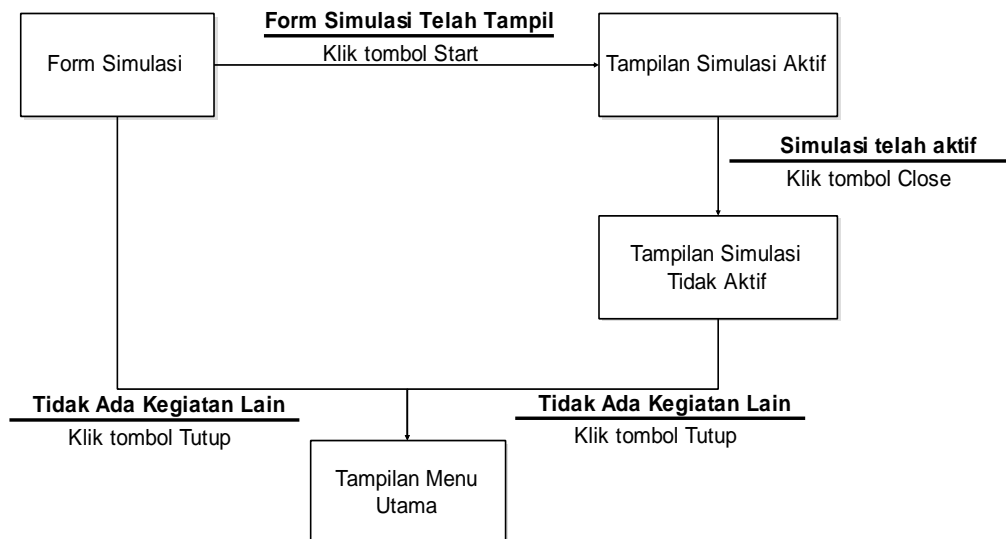 Form Simulasi Telah Tampil
Klik tombol Start
Form Simulasi
Tampilan Simulasi Aktif
Simulasi telah aktif
Klik tombol Close
Tampilan Simulasi
Tidak Aktif
Tidak Ada Kegiatan Lain
Klik tombol Tutup
Tidak Ada Kegiatan Lain
Klik tombol Tutup
Tampilan Menu
Utama